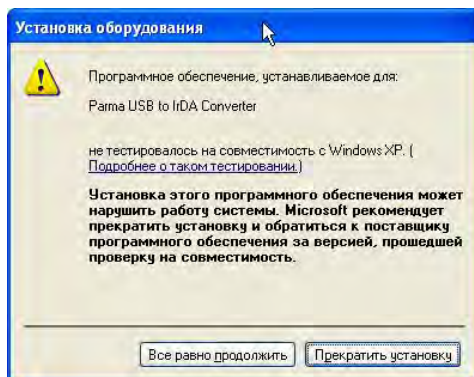 Установка оборудования
Программное обеспечение, устанавливаемое для:
Parma USB to IrDA Converter
не тестировалось на совместимость с Windows XP. (
Подробнее о таком тестировании.)
Установка этого программного обеспечения может
нарушить работу системы. Microsoft рекомендует
прекратить установку и обратиться к поставщику
программного обеспечения за версией, прошедшей
проверку на совместимость.
Все равно продолжить
Прекратить установку